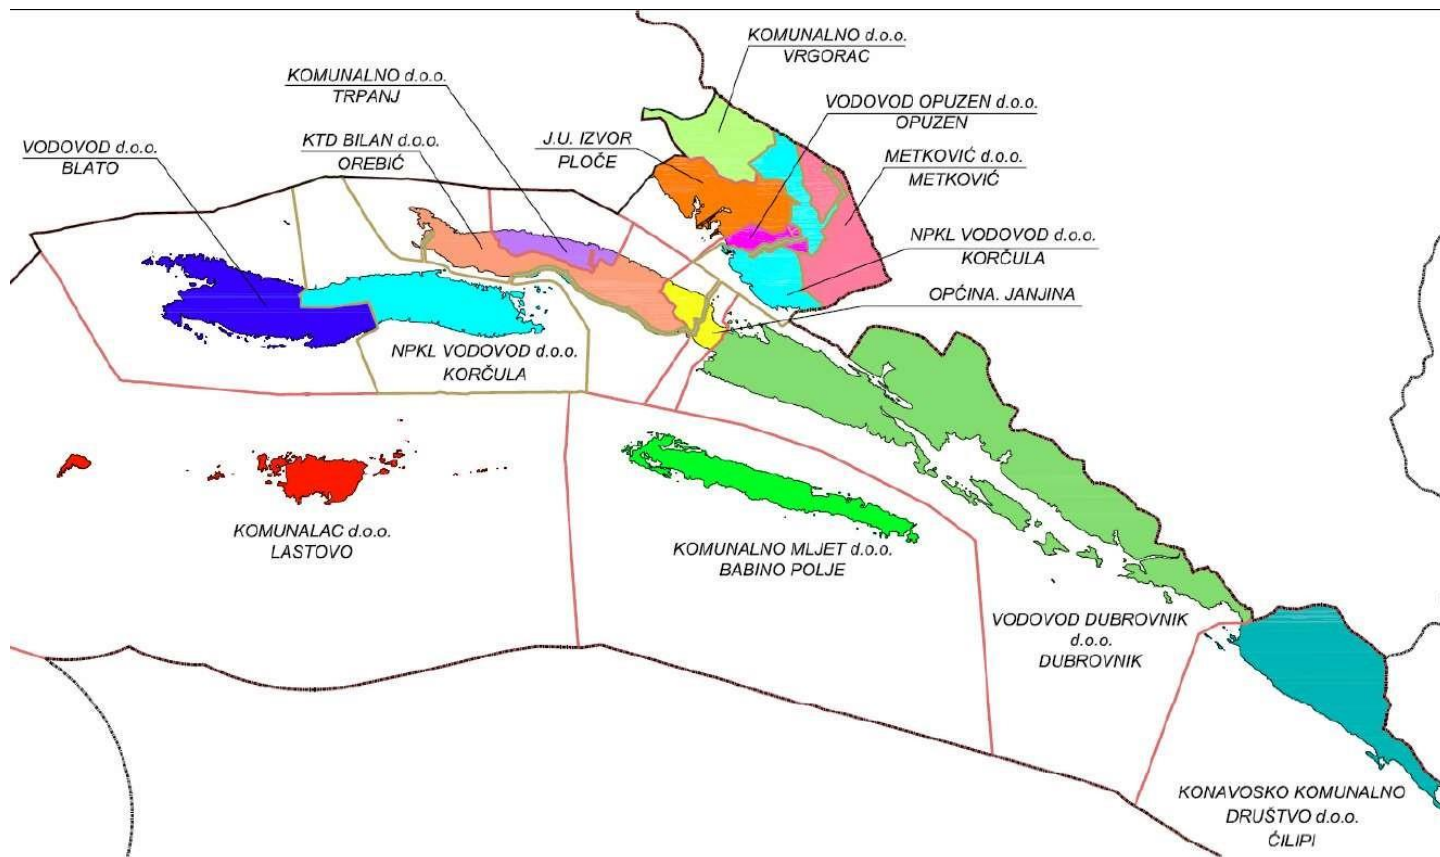 KOMUNALNO d.o.o.
VRGORAC
KOMUNALNO d.o.o.
TRPANJ
VODOVOD OPUZEN d.o.o.
OPUZEN
KTD BILAN d.o.o.
OREBIĆ
J.U. IZVOR
PLOČE
VODOVOD d.o.o.
BLATO
METKOVIĆ d.o.o.
METKOVIĆ
NPKL VODOVOD d.o.o.
KORČULA
OPĆINA. JANJINA
NPKL VODOVOD d.o.o.
KORČULA
KOMUNALAC d.o.o.
LASTOVO
KOMUNALNO MLJET d.o.o.
BABINO POLJE
VODOVOD DUBROVNIK
d.o.o.
DUBROVNIK
KONAVOSKO KOMUNALNO
DRUŠTVO d.o.o.
ĆILIPI